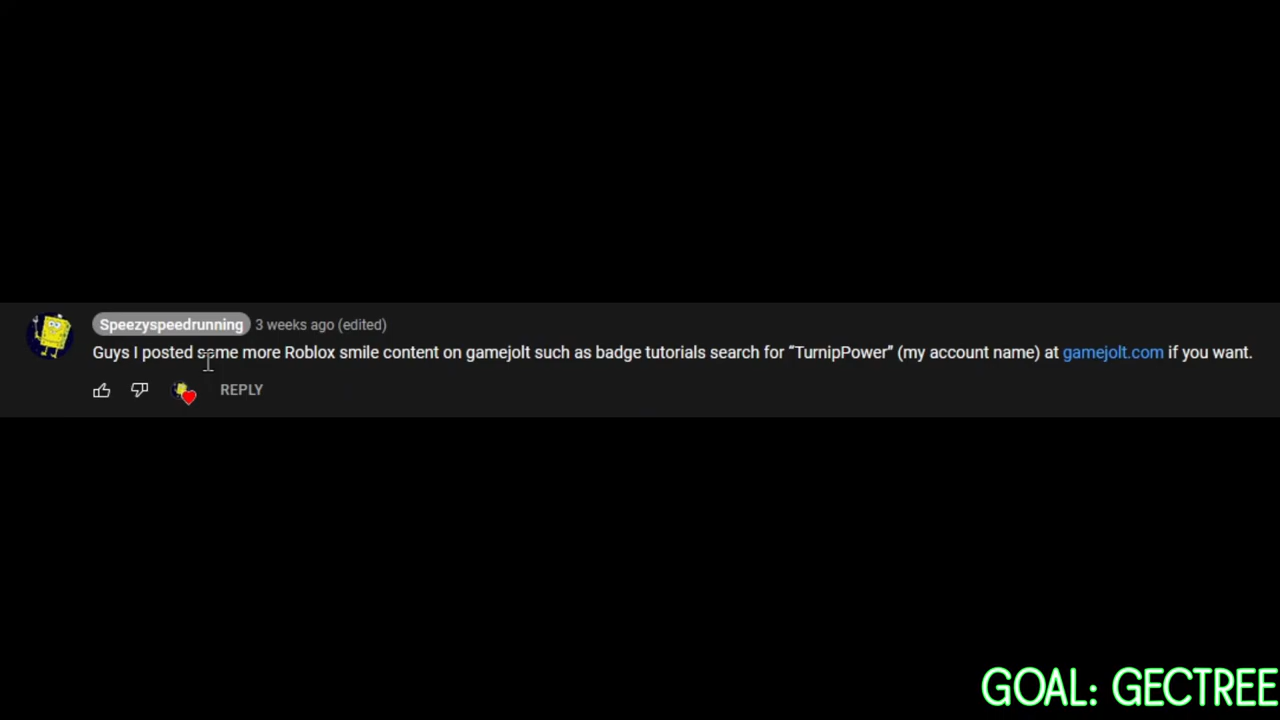 Speezyspeedrunning 3 weeks ago (edited)
Guys I posted some more Roblox smile content on gamejolt such as badge tutorials search for “TurnipPower” (my account name) at gamejolt.com if you want.
REPLY
GOAL: GECTREE